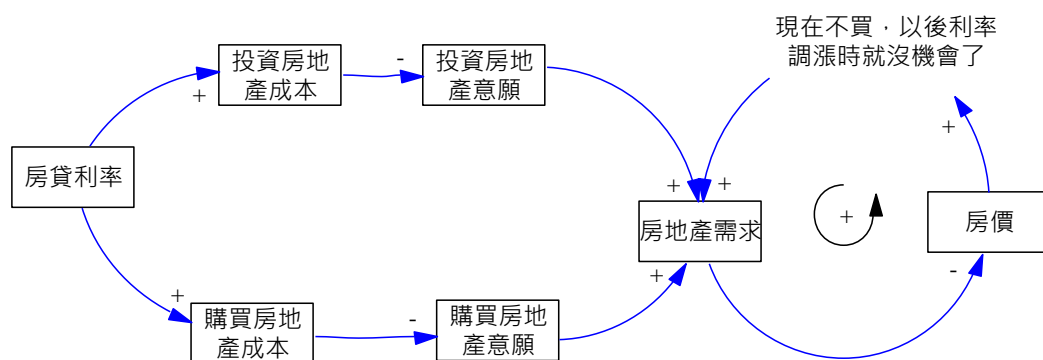 現在不買，以後利率
調漲時就沒機會了
投資房地
產成本
-
投資房地
產意願
+
+
房貸利率
+
+
房地產需求
+
房價
+
-
+
購買房地
產成本
-
購買房地
產意願